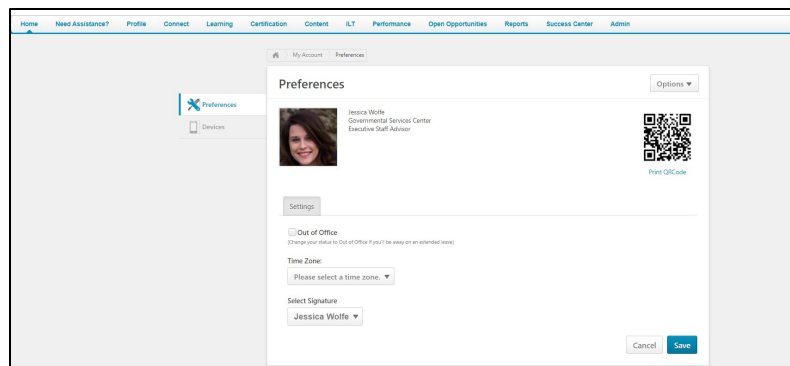 Home Need Assistance? Profile Connect Learning Certification Content ILT Performance Open Opportunities Reports Success Center Admin
My Account Preferences
Preferences
Options ▼
Preferences
Devices
Jessica Wolfe
Governmental Services Center
Executive Staff Advisor
Print QRCode
Settings
Out of Office
(Change your status to Out of Office if you'll be away on an extended leave)
Time Zone:
Please select a time zone. ▼
Select Signature
Jessica Wolfe ▼
Cancel Save